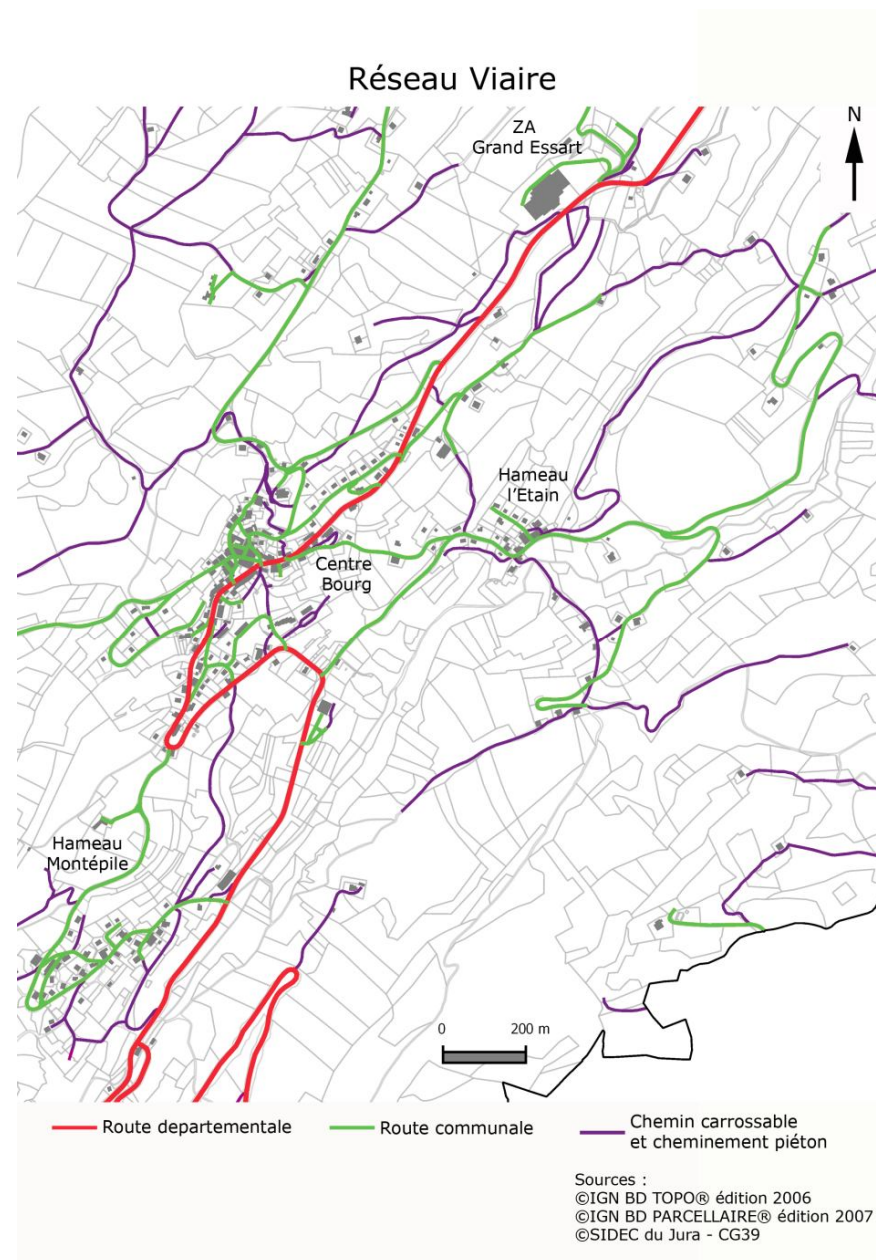 Réseau Viaire
ZA
Grand Essart
N
Hameau
l'Etain
Centre
Bourg
Hameau
Montépile
0 200 m
Route departementale
Route communale
Chemin carrossable
et cheminement piéton
Sources :
©IGN BD TOPO® édition 2006
©IGN BD PARCELLAIRE® édition 2007
©SIDEC du Jura - CG39